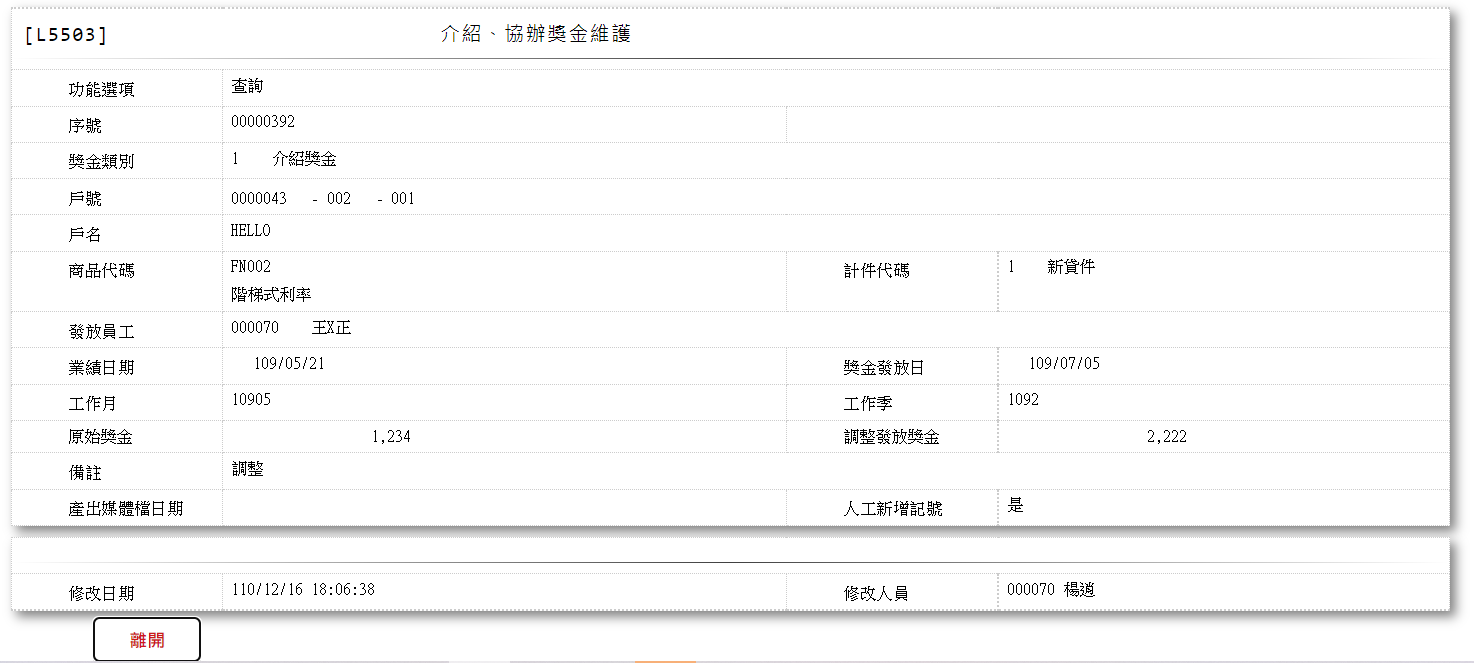 [L5503] 介紹、協辦獎金維護
功能選項 查詢
序號 00000392
獎金類別 1 介紹獎金
戶號 0000043 - 002 - 001
戶名 HELLO
商品代碼 FN002 計件代碼 1 新貸件
階梯式利率
發放員工 000070 王X正
業績日期 109/05/21 獎金發放日 109/07/05
工作月 10905 工作季 1092
原始獎金 1,234 調整發放獎金 2,222
備註 調整
產出媒體檔日期 人工新增記號 是
修改日期 110/12/16 18:06:38 修改人員 000070 楊逍
離開